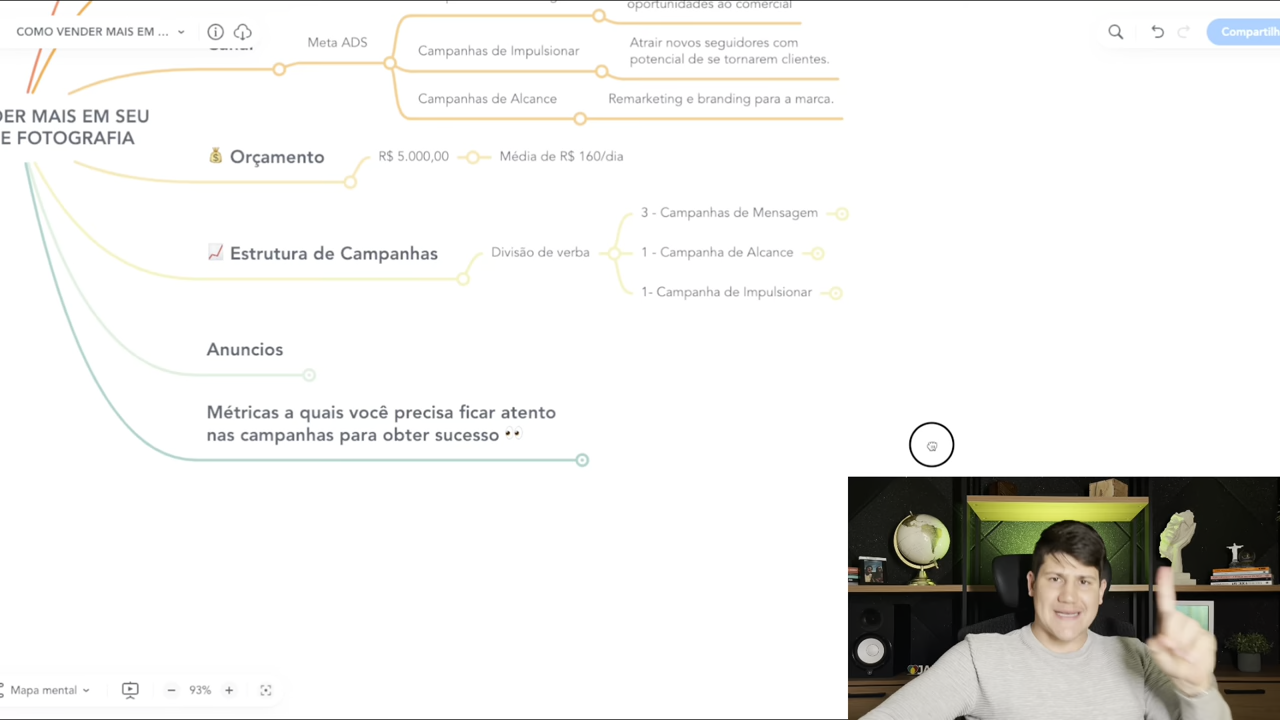 oportunidades ao comercial
COMO VENDER MAIS EM ...
Canal
Meta ADS
Campanhas de Impulsionar
Atrair novos seguidores com
potencial de se tornarem clientes.
Campanhas de Alcance
Remarketing e branding para a marca.
DER MAIS EM SEU
E FOTOGRAFIA
Orçamento
R$ 5.000,00
Média de R$ 160/dia
Estrutura de Campanhas
Divisão de verba
3 - Campanhas de Mensagem
1 - Campanha de Alcance
1- Campanha de Impulsionar
Anuncios
Métricas a quais você precisa ficar atento
nas campanhas para obter sucesso
Mapa mental
93%
Compartilh